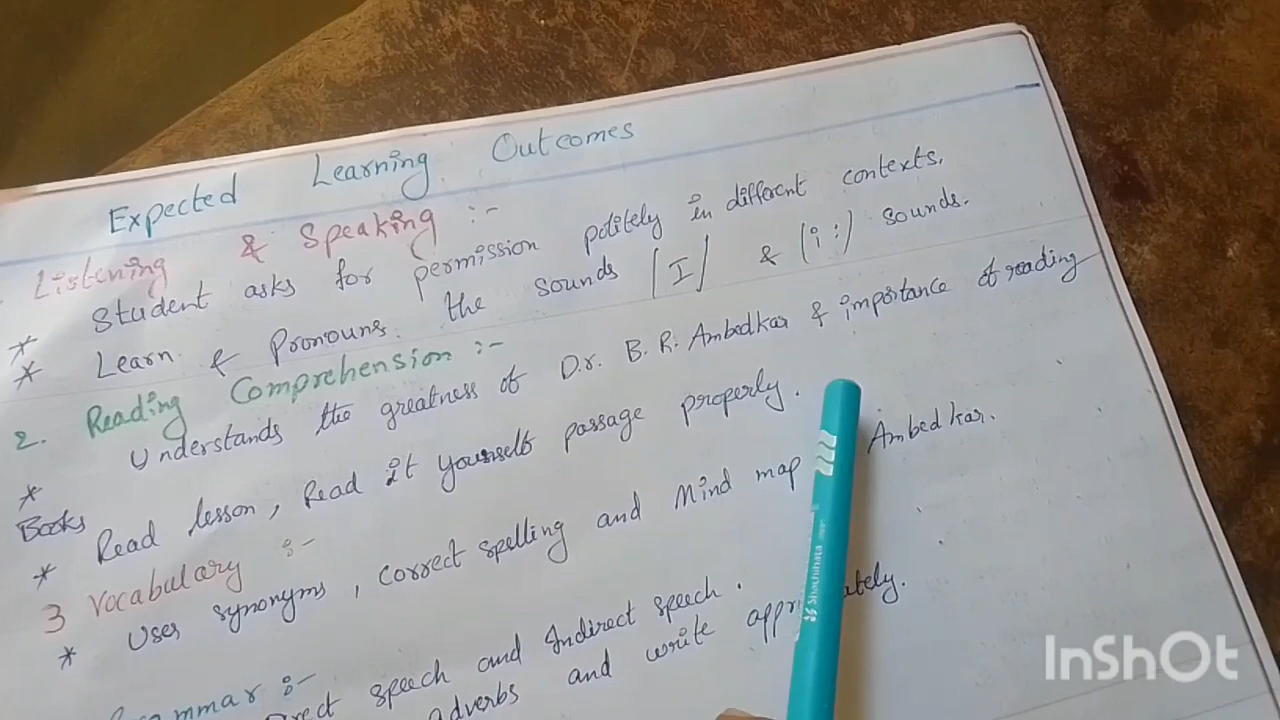 Expected Learning Outcomes
Listening & Speaking :-
* Student asks for permission politely in different contexts.
* Learn & Pronouns the sounds [I] & (i:) sounds.
2. Reading Comprehension :-
* Understands the greatness of D.r. B. R. Ambedkar & importance of reading
Books
* Read lesson, Read it yourself passage properly.
3 Vocabulary :-
* Uses synonyms, correct spelling and Mind map Ambedkar.
speech and Indirect speech.
adverbs and write
Shachihata
InShOt